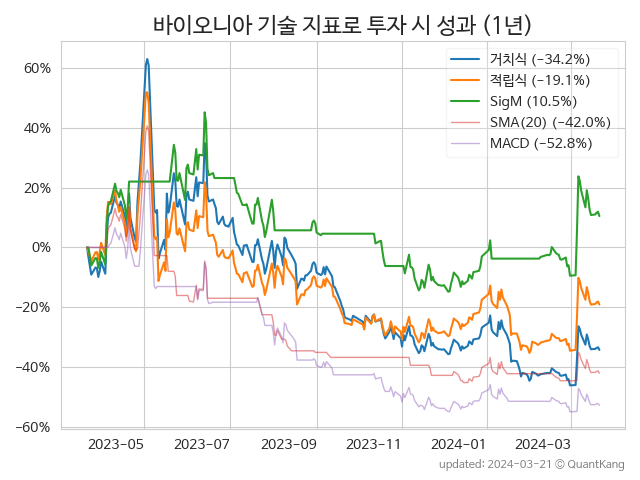 바이오니아 기술 지표로 투자 시 성과 (1년)
거치식 (−34.2%)
적립식 (−19.1%)
SigM (10.5%)
SMA(20) (−42.0%)
MACD (−52.8%)
60%
40%
20%
0%
−20%
−40%
−60%
2023−05 2023−07 2023−09 2023−11 2024−01 2024−03
updated: 2024-03-21 © QuantKang